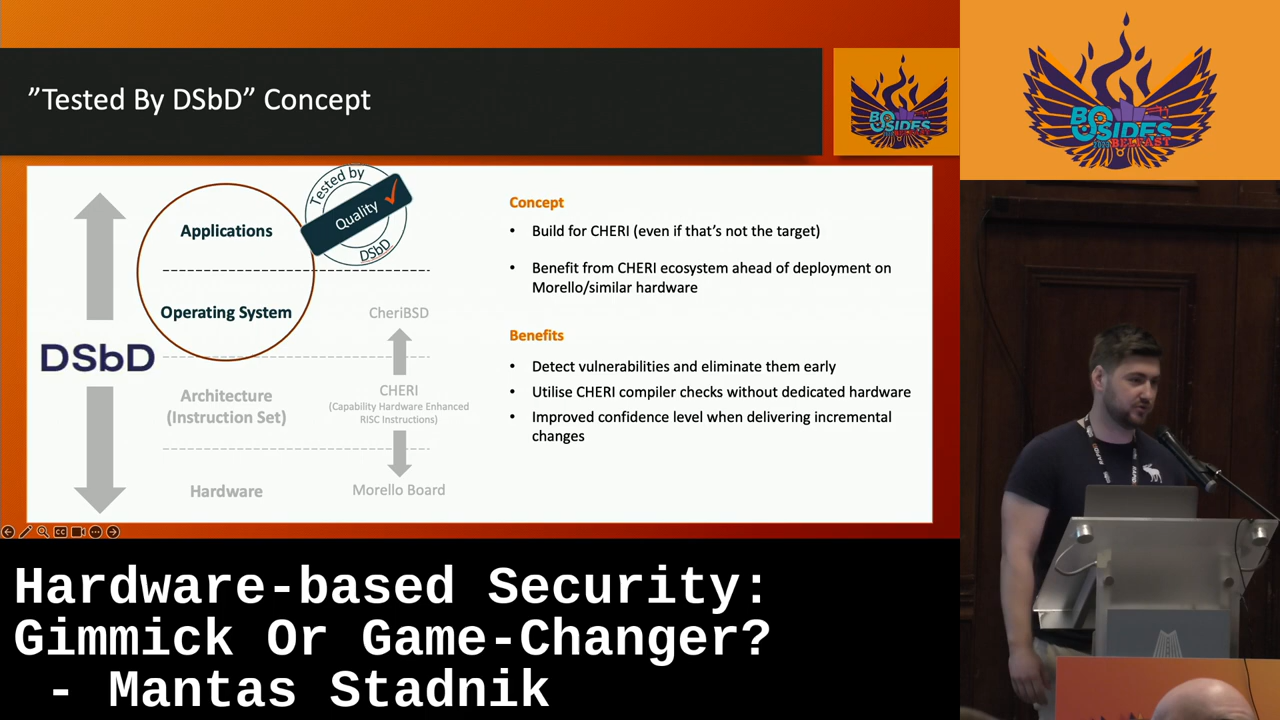 ”Tested By DSbD” Concept
BSIDES
BELFAST
BSIDES
BELFAST
Tested by
Quality
DSbD
Applications
Operating System
CheriBSD
DSbD
Architecture
(Instruction Set)
CHERI
(Capability Hardware Enhanced
RISC Instructions)
Hardware
Morello Board
Concept
• Build for CHERI (even if that’s not the target)
• Benefit from CHERI ecosystem ahead of deployment on
Morello/similar hardware
Benefits
• Detect vulnerabilities and eliminate them early
• Utilise CHERI compiler checks without dedicated hardware
• Improved confidence level when delivering incremental
changes
CC
Hardware-based Security:
Gimmick Or Game-Changer?
- Mantas Stadnik